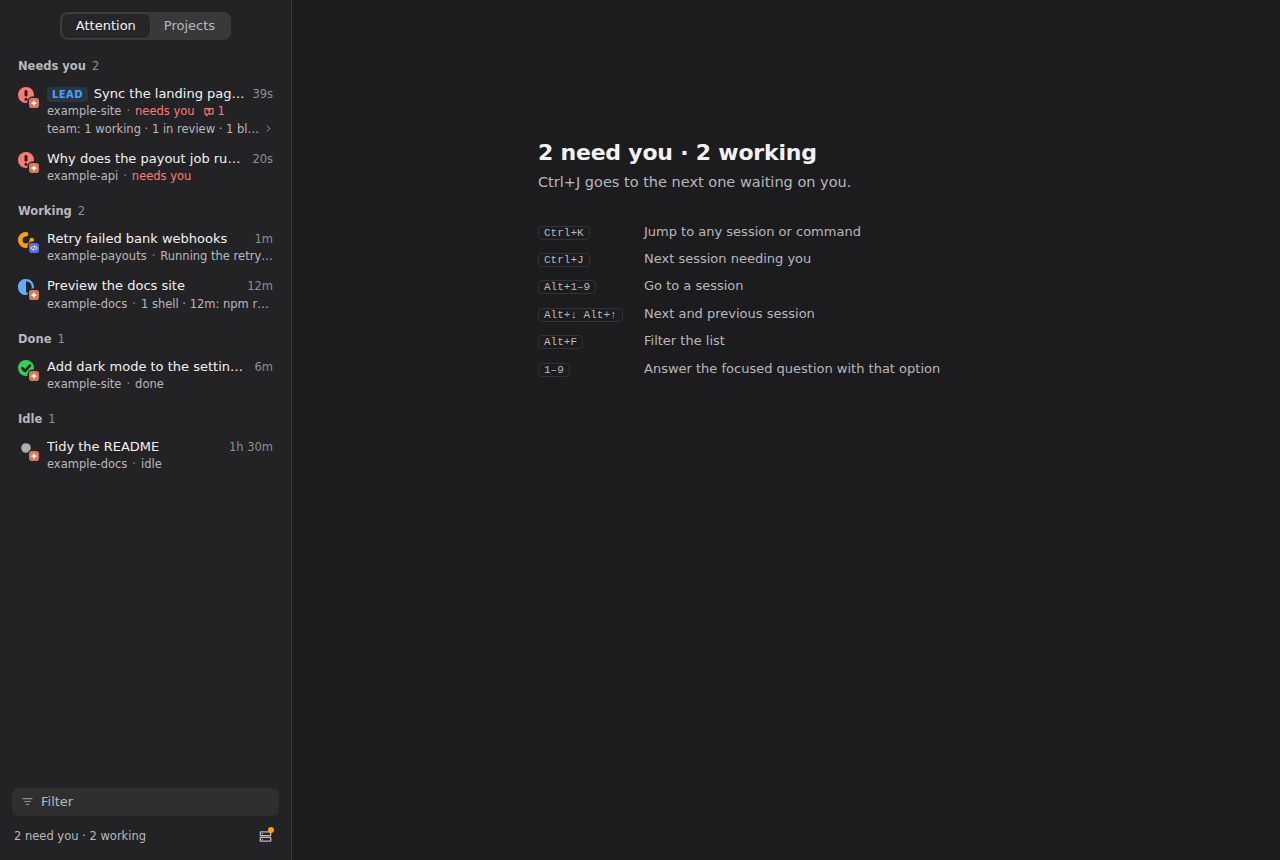 Attention Projects
Needs you 2
LEAD Sync the landing pag… 39s
example-site · needs you 1
team: 1 working · 1 in review · 1 bl…
Why does the payout job ru… 20s
example-api · needs you
Working 2
Retry failed bank webhooks 1m
example-payouts · Running the retry…
Preview the docs site 12m
example-docs · 1 shell · 12m: npm r…
Done 1
Add dark mode to the settin… 6m
example-site · done
Idle 1
Tidy the README 1h 30m
example-docs · idle
Filter
2 need you · 2 working
2 need you · 2 working
Ctrl+J goes to the next one waiting on you.
Ctrl+K Jump to any session or command
Ctrl+J Next session needing you
Alt+1–9 Go to a session
Alt+↓ Alt+↑ Next and previous session
Alt+F Filter the list
1–9 Answer the focused question with that option